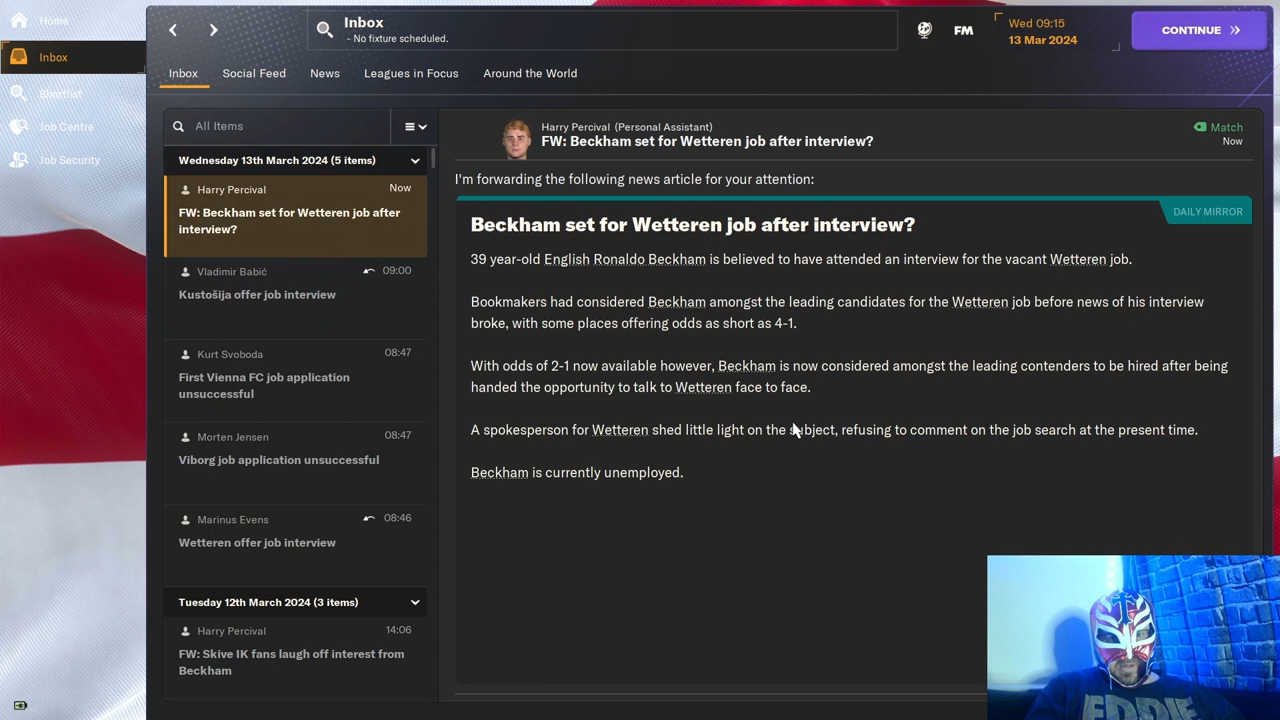 Home
Inbox
Shortlist
Job Centre
Job Security
Inbox
- No fixture scheduled.
FM
Wed 09:15
13 Mar 2024
CONTINUE
Inbox
Social Feed
News
Leagues in Focus
Around the World
All Items
Wednesday 13th March 2024 (5 items)
Harry Percival
Now
FW: Beckham set for Wetteren job after
interview?
Vladimir Babić
09:00
Kustošija offer job interview
Kurt Svoboda
08:47
First Vienna FC job application
unsuccessful
Morten Jensen
08:47
Viborg job application unsuccessful
Marinus Evens
08:46
Wetteren offer job interview
Tuesday 12th March 2024 (3 items)
Harry Percival
14:06
FW: Skive IK fans laugh off interest from
Beckham
Harry Percival (Personal Assistant)
FW: Beckham set for Wetteren job after interview?
Match
Now
I'm forwarding the following news article for your attention:
DAILY MIRROR
Beckham set for Wetteren job after interview?
39 year-old English Ronaldo Beckham is believed to have attended an interview for the vacant Wetteren job.
Bookmakers had considered Beckham amongst the leading candidates for the Wetteren job before news of his interview
broke, with some places offering odds as short as 4-1.
With odds of 2-1 now available however, Beckham is now considered amongst the leading contenders to be hired after being
handed the opportunity to talk to Wetteren face to face.
A spokesperson for Wetteren shed little light on the subject, refusing to comment on the job search at the present time.
Beckham is currently unemployed.
EDDIE